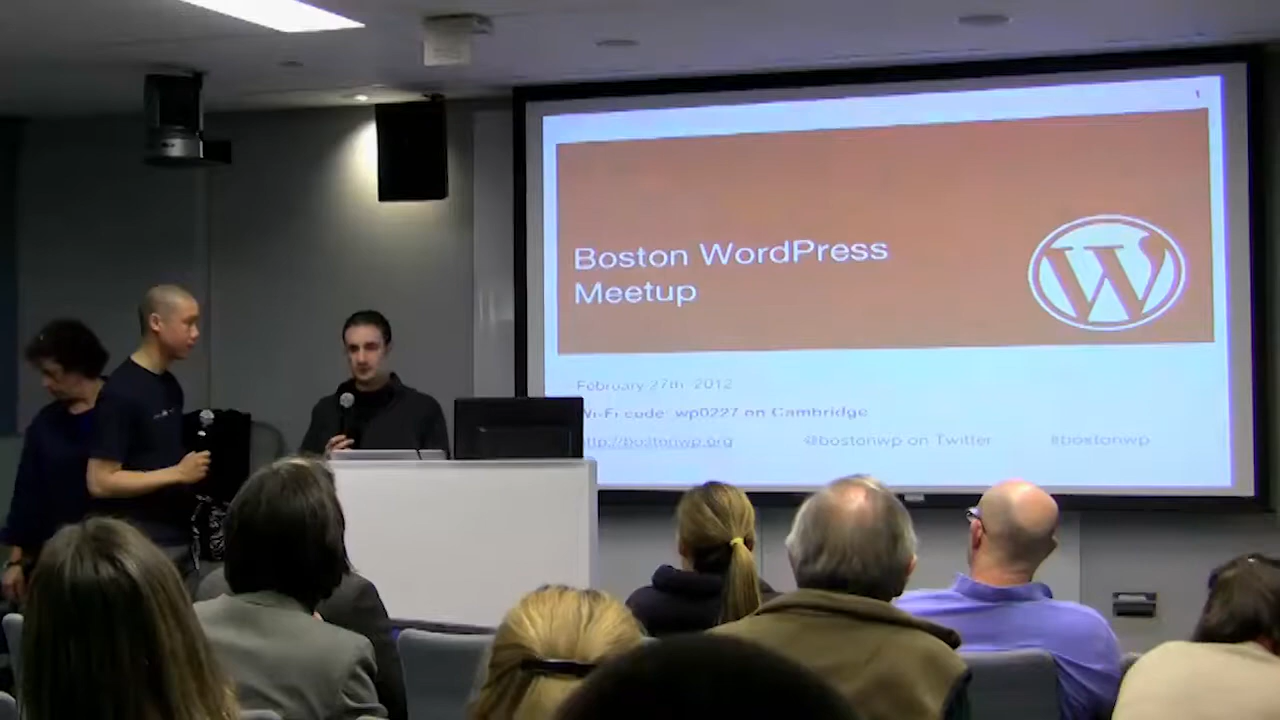 1
Boston WordPress
Meetup
February 27th, 2012
Wi-Fi code: wp0227 on Cambridge
http://bostonwp.org @bostonwp on Twitter #bostonwp